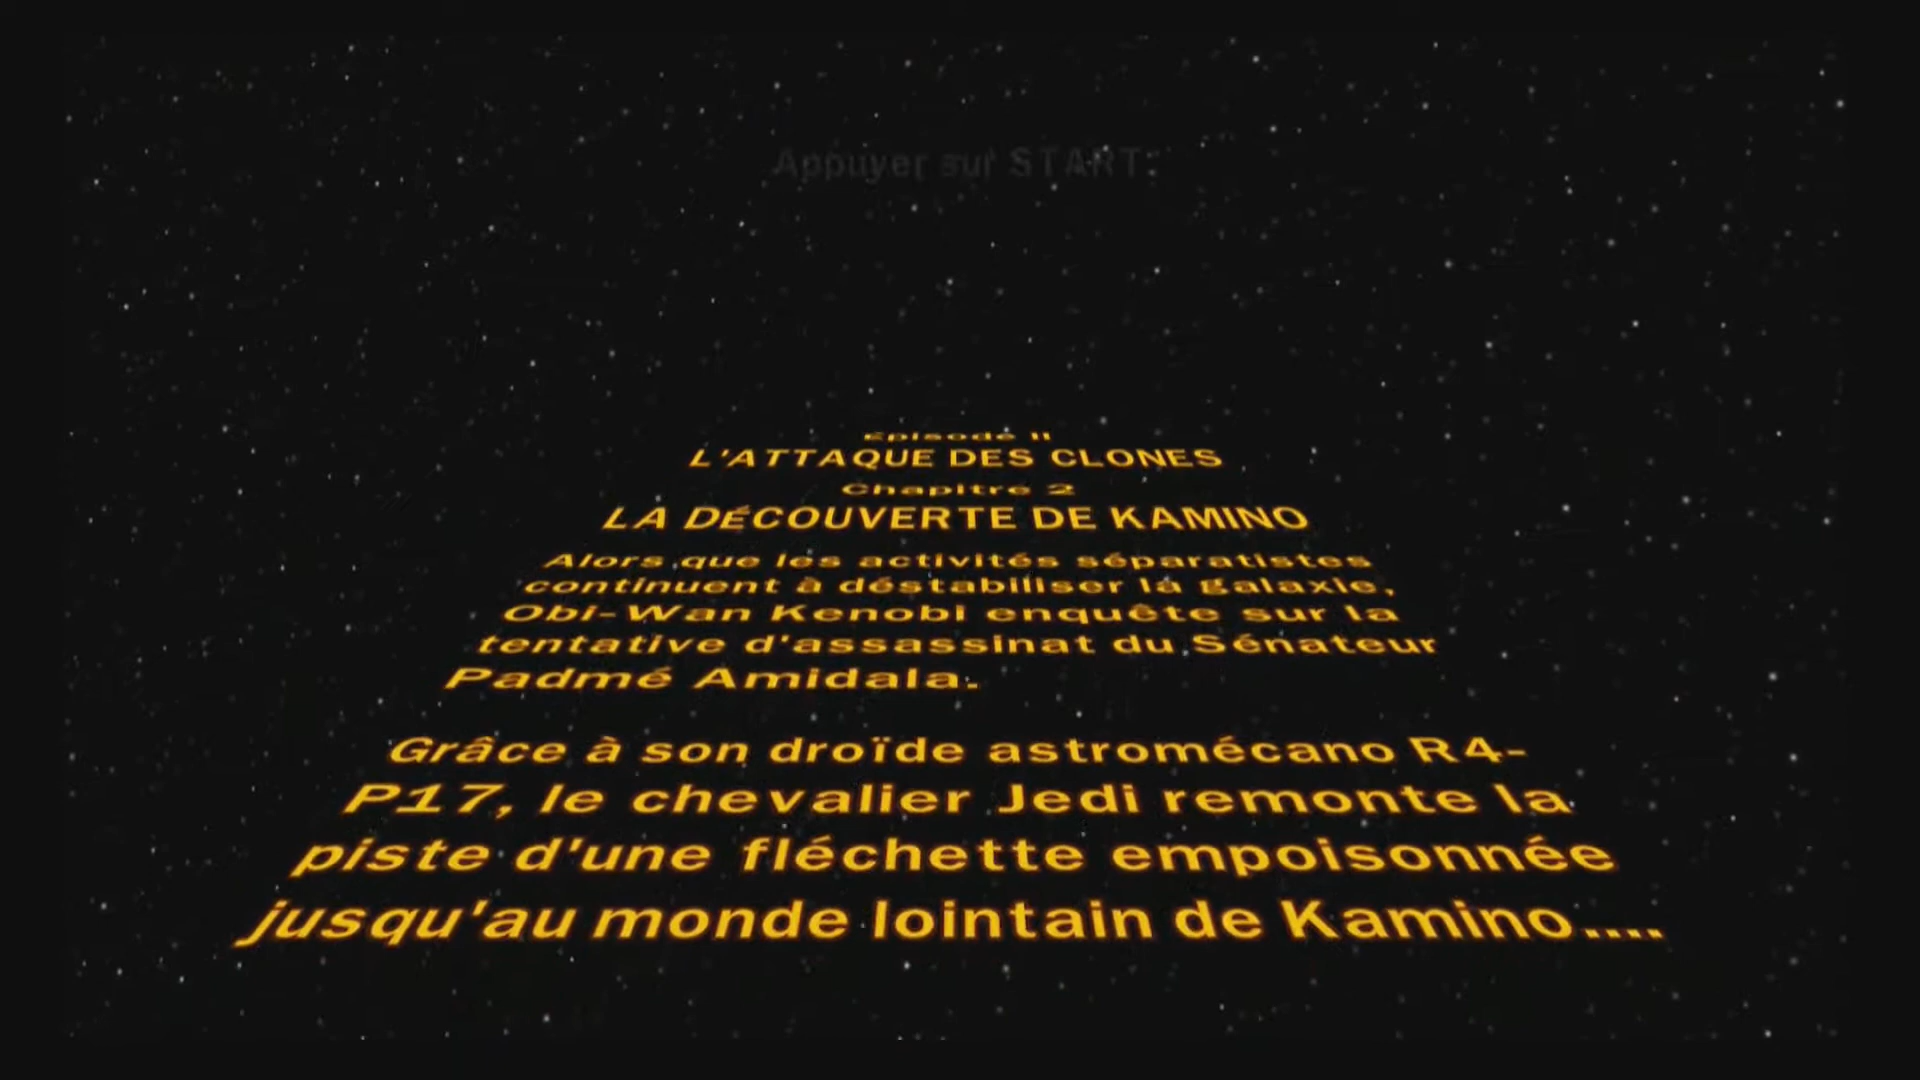 Appuyer sur START.
Épisode II
L'ATTAQUE DES CLONES
Chapitre 2
LA DÉCOUVERTE DE KAMINO
Alors que les activités séparatistes
continuent à déstabiliser la galaxie,
Obi-Wan Kenobi enquête sur la
tentative d'assassinat du Sénateur
Padmé Amidala.
Grâce à son droïde astromécano R4-
P17, le chevalier Jedi remonte la
piste d'une fléchette empoisonnée
jusqu'au monde lointain de Kamino....